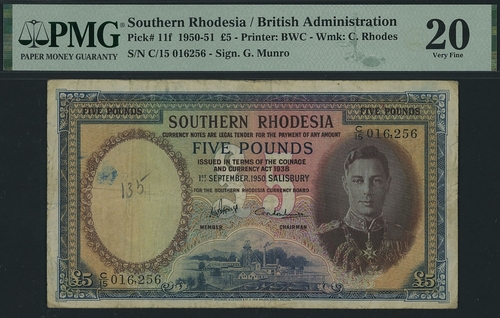 PMG
PAPER MONEY GUARANTY
Southern Rhodesia / British Administration
Pick# 11f 1950-51 £5 - Printer: BWC - Wmk: C. Rhodes
S/N C/15 016256 - Sign. G. Munro
20
Very Fine
FIVE POUNDS
FIVE POUNDS
SOUTHERN RHODESIA
CURRENCY NOTES ARE LEGAL TENDER FOR THE PAYMENT OF ANY AMOUNT
C/15 016,256
FIVE POUNDS
ISSUED IN TERMS OF THE COINAGE
AND CURRENCY ACT 1938
1ST SEPTEMBER, 1950 SALISBURY
FOR THE SOUTHERN RHODESIA CURRENCY BOARD
135
MEMBER
CHAIRMAN
£5
C/15 016,256
£5